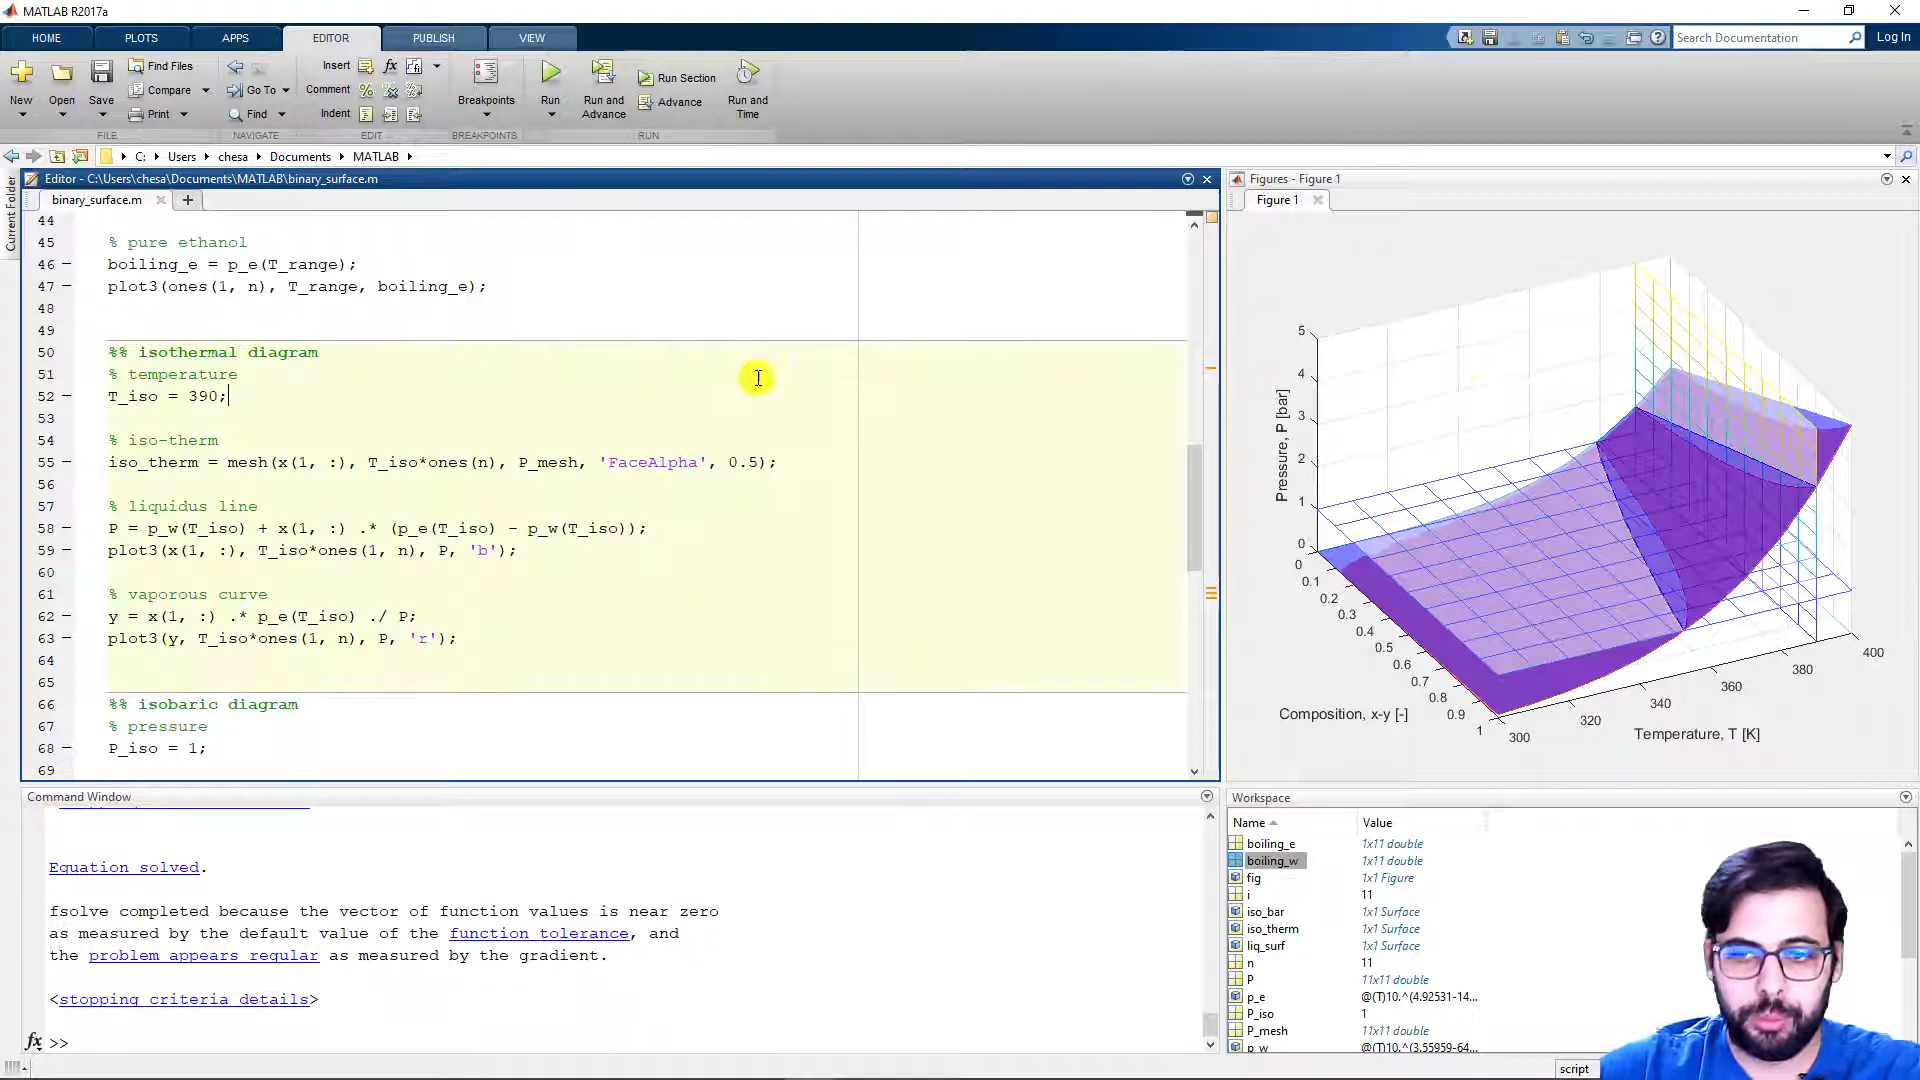 MATLAB R2017a
HOME PLOTS APPS EDITOR PUBLISH VIEW
Search Documentation
Log In
New Open Save
Find Files
Compare
Print
Go To
Find
Insert fx
Comment
Indent
Breakpoints
Run
Run and Advance
Run Section
Advance
Run and Time
FILE NAVIGATE EDIT BREAKPOINTS RUN
C: Users chesa Documents MATLAB
Current Folder
Editor - C:\Users\chesa\Documents\MATLAB\binary_surface.m
binary_surface.m
44
45 % pure ethanol
46 – boiling_e = p_e(T_range);
47 – plot3(ones(1, n), T_range, boiling_e);
48
49
50 %% isothermal diagram
51 % temperature
52 – T_iso = 390;
53
54 % iso-therm
55 – iso_therm = mesh(x(1, :), T_iso*ones(n), P_mesh, 'FaceAlpha', 0.5);
56
57 % liquidus line
58 – P = p_w(T_iso) + x(1, :) .* (p_e(T_iso) - p_w(T_iso));
59 – plot3(x(1, :), T_iso*ones(1, n), P, 'b');
60
61 % vaporous curve
62 – y = x(1, :) .* p_e(T_iso) ./ P;
63 – plot3(y, T_iso*ones(1, n), P, 'r');
64
65
66 %% isobaric diagram
67 % pressure
68 – P_iso = 1;
69
Figures - Figure 1
Figure 1
Pressure, P [bar]
5
4
3
2
1
0
0
0.1
0.2
0.3
0.4
0.5
0.6
0.7
0.8
0.9
1
Composition, x-y [-]
300
320
340
360
380
400
Temperature, T [K]
Command Window
Equation solved.
fsolve completed because the vector of function values is near zero
as measured by the default value of the function tolerance, and
the problem appears regular as measured by the gradient.
<stopping criteria details>
fx >>
Workspace
Name Value
boiling_e 1x11 double
boiling_w 1x11 double
fig 1x1 Figure
i 11
iso_bar 1x1 Surface
iso_therm 1x1 Surface
liq_surf 1x1 Surface
n 11
P 11x11 double
p_e @(T)10.^(4.92531-14...
P_iso 1
P_mesh 11x11 double
p_w @(T)10.^(3.55959-64...
script